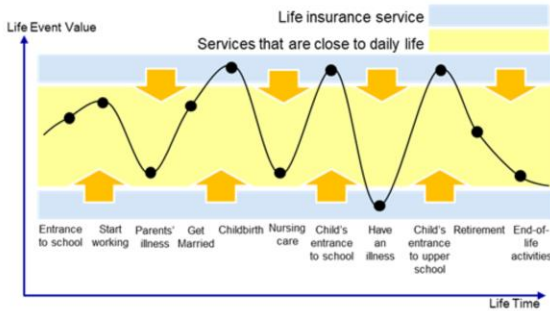 Life insurance service
Life Event Value
Services that are close to daily life
Entrance
to school
Start
working
Parents'
illness
Get
Married
Childbirth
Nursing
care
Child's
entrance
to school
Have
an
illness
Child's
entrance
to upper
school
Retirement
End-of-
life
activities
Life Time